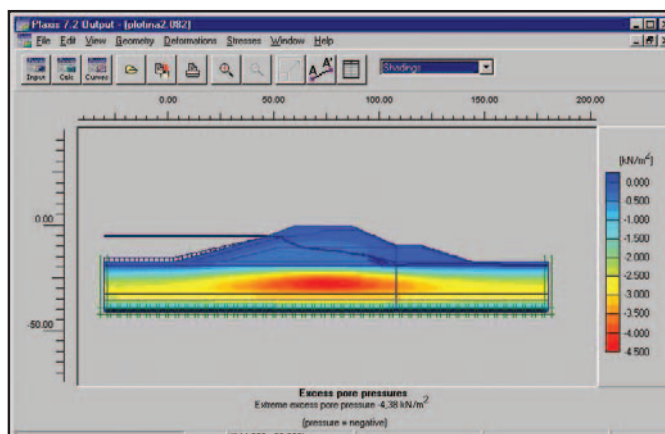 Plaxis 7.2 Output - [plotina2.082]
File Edit View Geometry Deformations Stresses Window Help
Input Calc Curves A A' Shadings
0.00 50.00 100.00 150.00 200.00
0.00
-50.00
[kN/m²]
0.000
-0.500
-1.000
-1.500
-2.000
-2.500
-3.000
-3.500
-4.000
-4.500
Excess pore pressures
Extreme excess pore pressure -4,38 kN/m²
(pressure = negative)